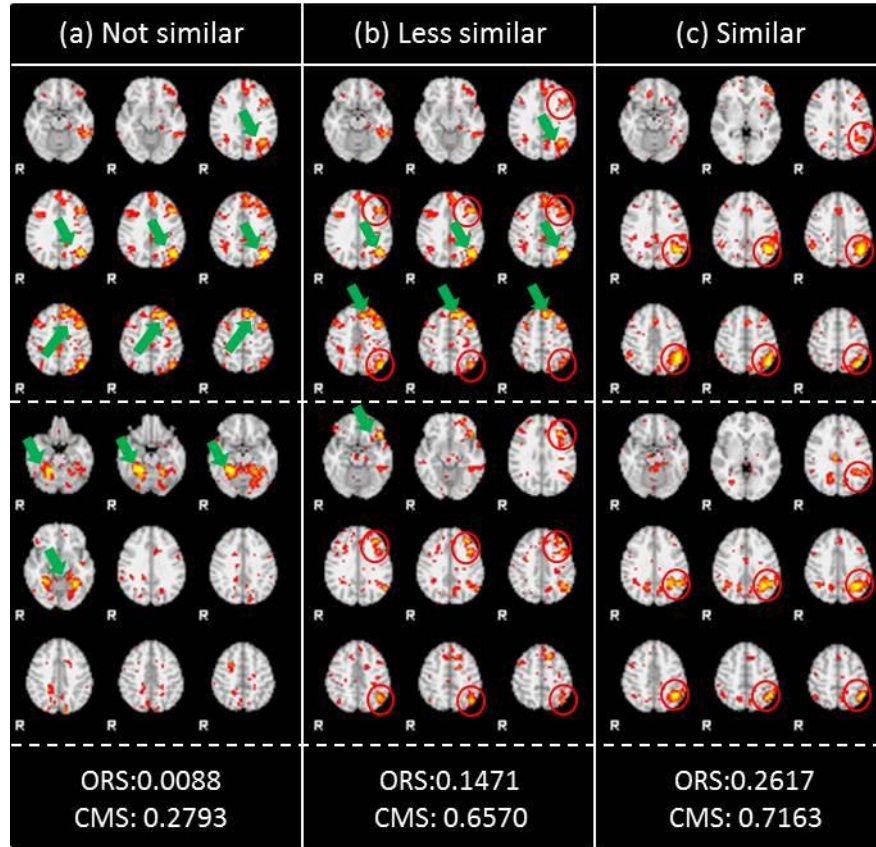 (a) Not similar
(b) Less similar
(c) Similar
R R R R R R R R R
R R R R R R R R R
R R R R R R R R R
R R R R R R R R R
R R R R R R R R R
R R R R R R R R R
ORS:0.0088
CMS: 0.2793
ORS:0.1471
CMS: 0.6570
ORS:0.2617
CMS: 0.7163